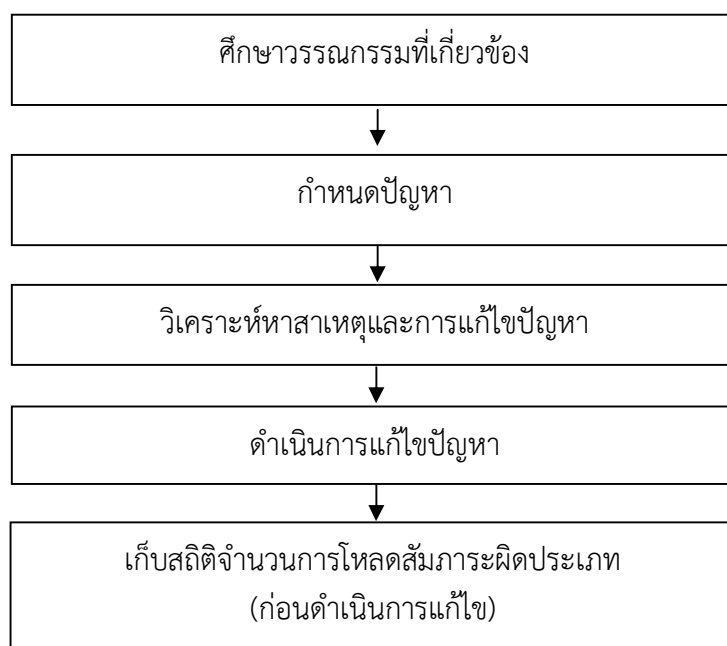 ศึกษาวรรณกรรมที่เกี่ยวข้อง
กำหนดปัญหา
วิเคราะห์หาสาเหตุและการแก้ไขปัญหา
ดำเนินการแก้ไขปัญหา
เก็บสถิติจำนวนการโหลดสัมภาระผิดประเภท
(ก่อนดำเนินการแก้ไข)